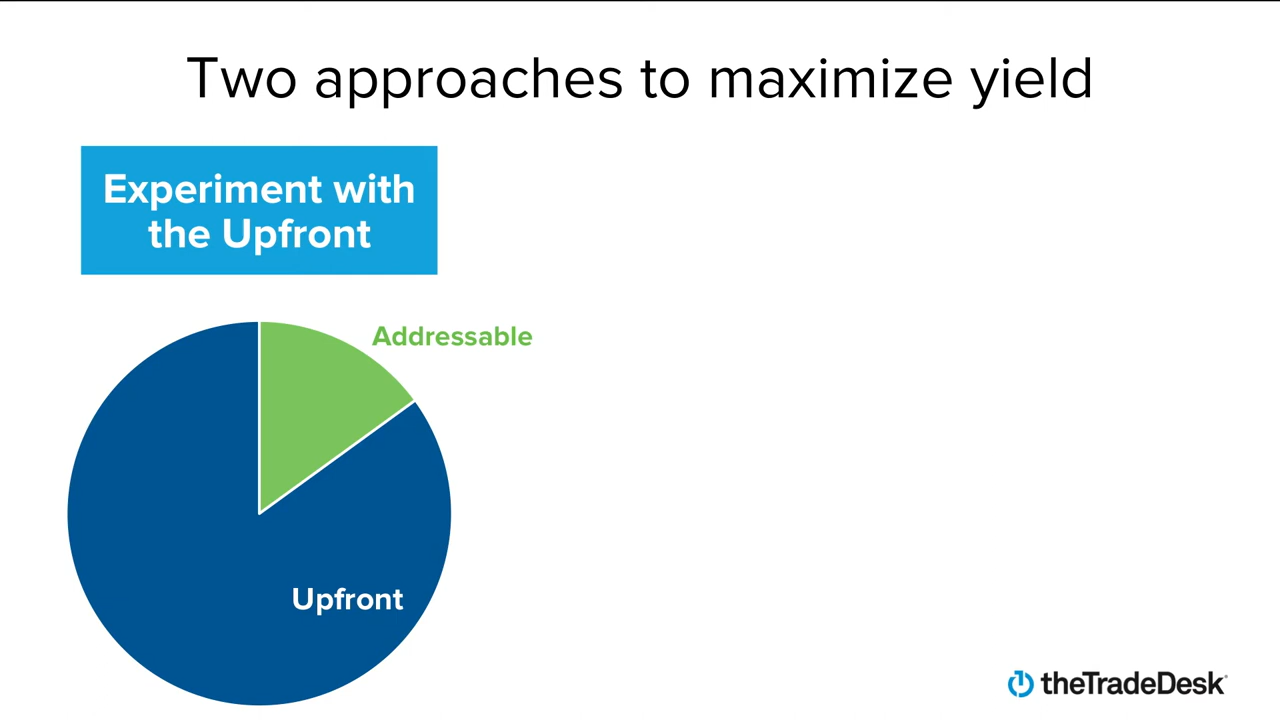 Two approaches to maximize yield
Experiment with
the Upfront
Addressable
Upfront
theTradeDesk